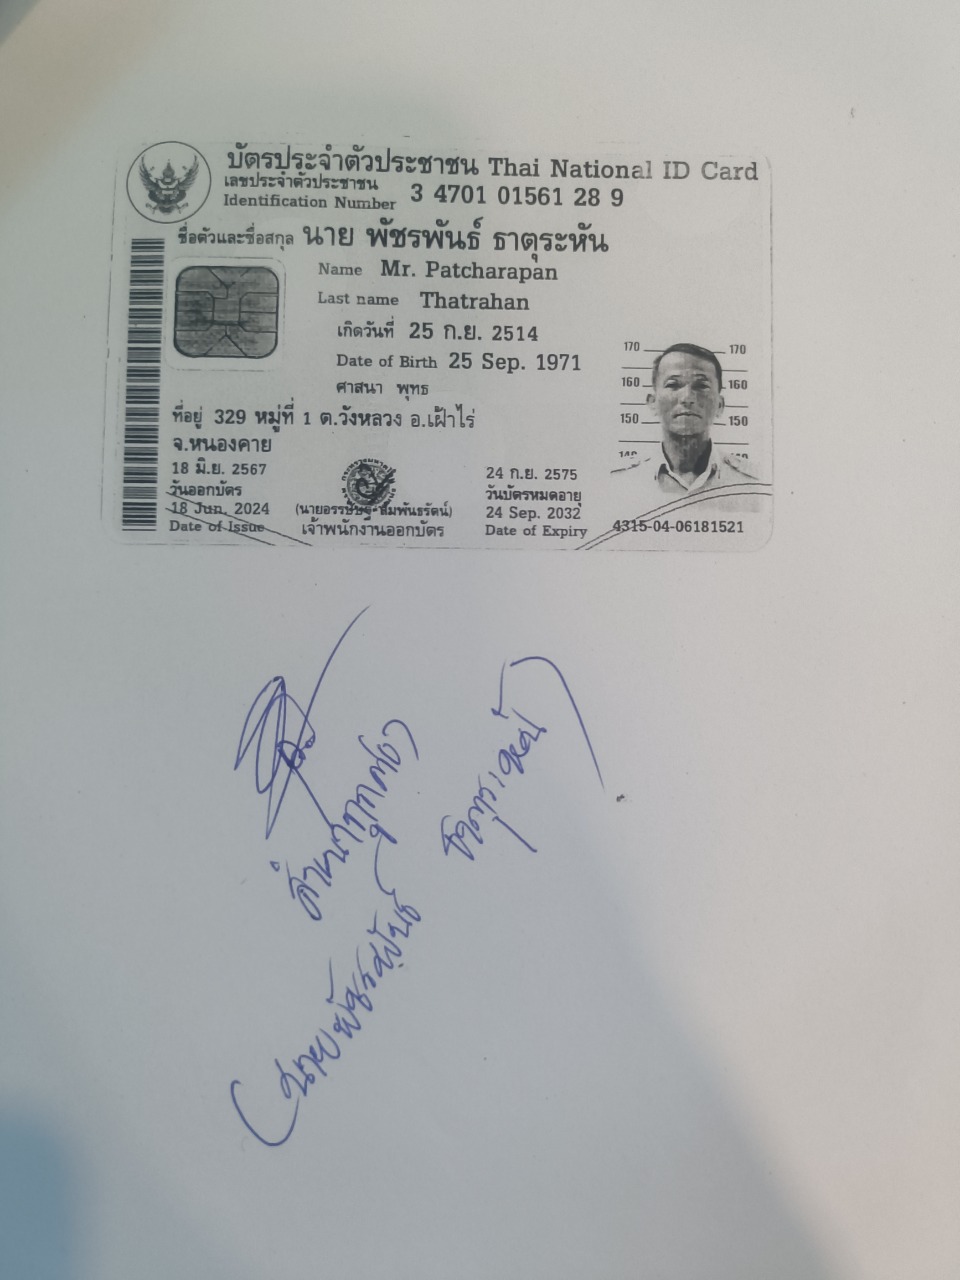 บัตรประจำตัวประชาชน Thai National ID Card
เลขประจำตัวประชาชน
Identification Number 3 4701 01561 28 9
ชื่อตัวและชื่อสกุล นาย พัชรพันธ์ ธาตุระหัน
Name Mr. Patcharapan
Last name Thatrahan
เกิดวันที่ 25 ก.ย. 2514
Date of Birth 25 Sep. 1971
ศาสนา พุทธ
ที่อยู่ 329 หมู่ที่ 1 ต.วังหลวง อ.เฝ้าไร่
จ.หนองคาย
18 มิ.ย. 2567
วันออกบัตร
18 Jun. 2024
Date of Issue
เจ้าพนักงานออกบัตร
24 ก.ย. 2575
วันบัตรหมดอายุ
24 Sep. 2032
Date of Expiry
170 170
160 160
150 150
140 140
4315-04-06181521
สำเนาถูกต้อง
(นายพัชรพันธ์ ธาตุระหัน)